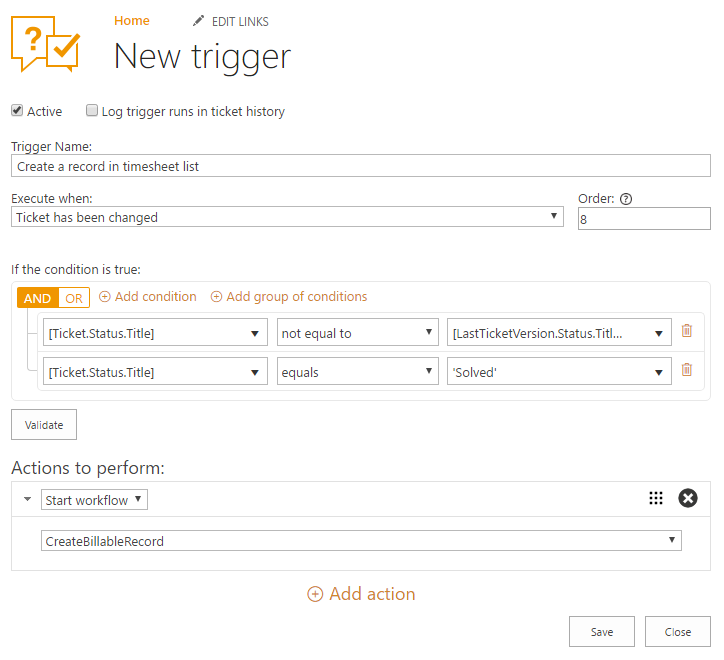 Home EDIT LINKS
New trigger
Active Log trigger runs in ticket history
Trigger Name:
Create a record in timesheet list
Execute when: Order: ?
Ticket has been changed 8
If the condition is true:
AND OR Add condition Add group of conditions
[Ticket.Status.Title] not equal to [LastTicketVersion.Status.Titl...
[Ticket.Status.Title] equals 'Solved'
Validate
Actions to perform:
Start workflow
CreateBillableRecord
Add action
Save Close